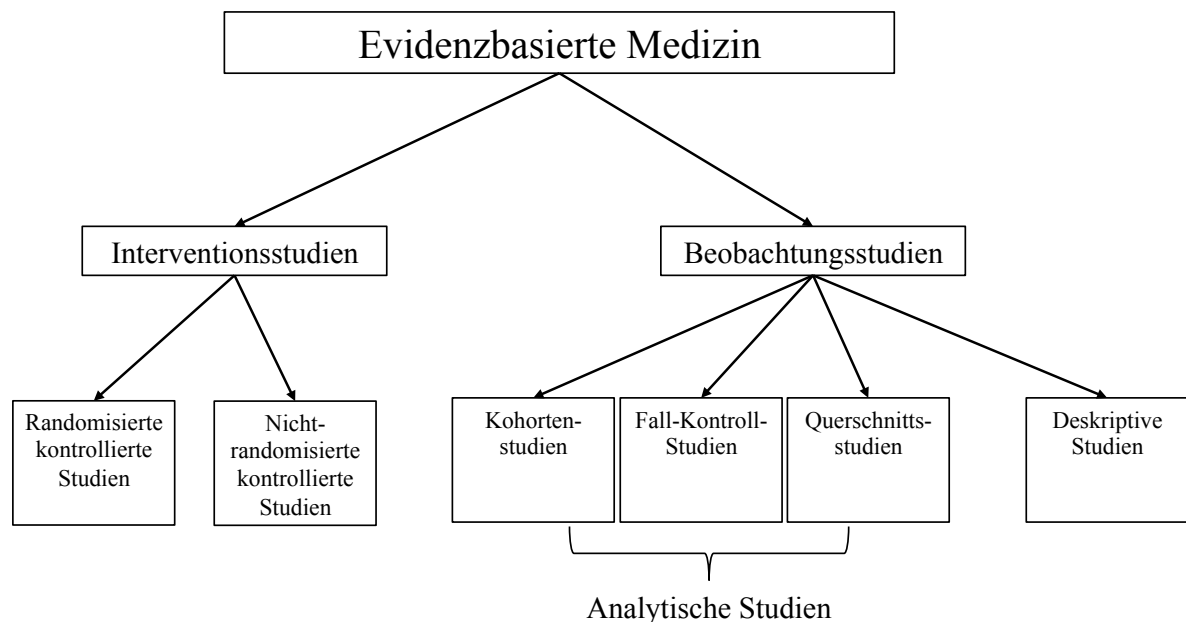 Evidenzbasierte Medizin
Interventionsstudien
Beobachtungsstudien
Randomisierte
kontrollierte
Studien
Nicht-
randomisierte
kontrollierte
Studien
Kohorten-
studien
Fall-Kontroll-
Studien
Querschnitts-
studien
Deskriptive
Studien
Analytische Studien